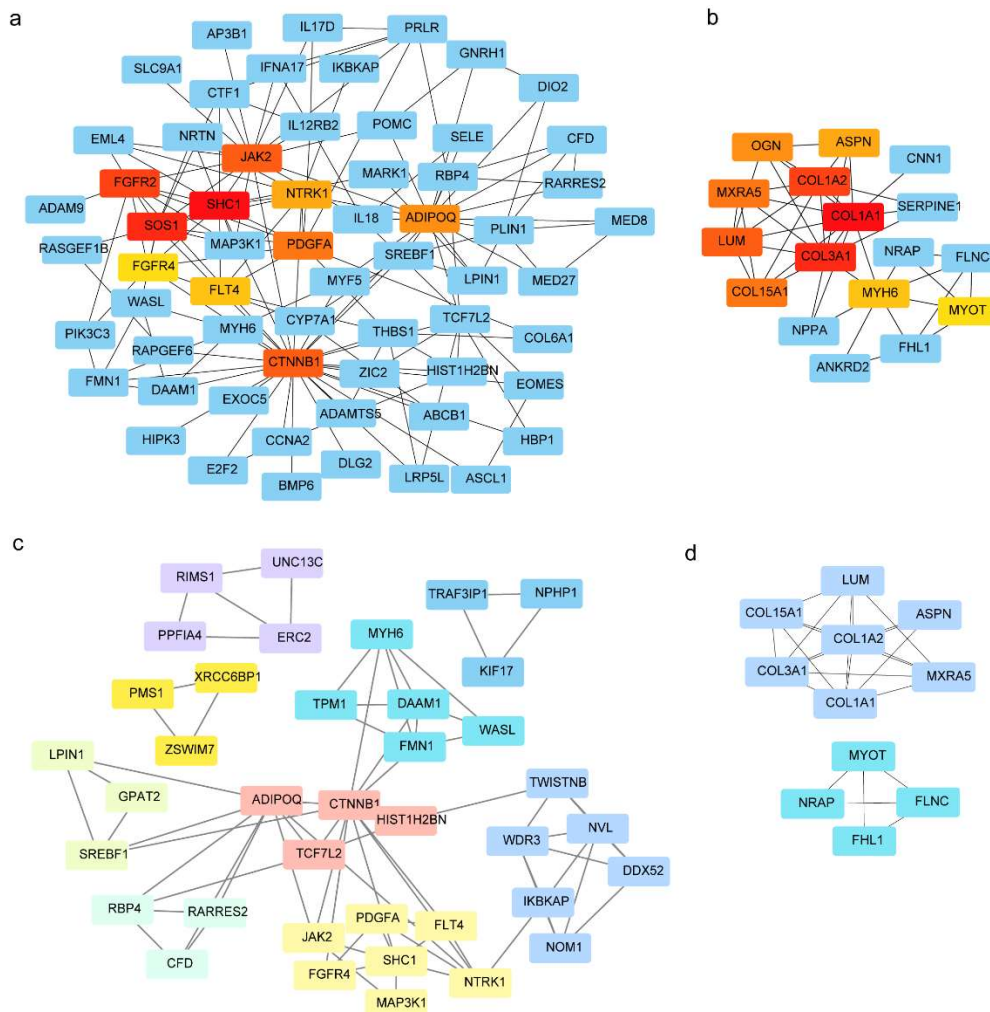 a
IL17D
PRLR
AP3B1
GNRH1
SLC9A1
IFNA17
IKBKAP
DIO2
CTF1
IL12RB2
POMC
SELE
CFD
EML4
NRTN
JAK2
MARK1
RBP4
RARRES2
FGFR2
NTRK1
ADAM9
SHC1
IL18
ADIPOQ
MED8
SOS1
PLIN1
RASGEF1B
MAP3K1
PDGFA
SREBF1
FGFR4
LPIN1
MED27
FLT4
MYF5
WASL
CYP7A1
TCF7L2
PIK3C3
MYH6
THBS1
COL6A1
RAPGEF6
CTNNB1
ZIC2
HIST1H2BN
FMN1
DAAM1
EOMES
EXOC5
ADAMTS5
ABCB1
HIPK3
CCNA2
HBP1
E2F2
DLG2
LRP5L
ASCL1
BMP6
b
OGN
ASPN
CNN1
COL1A2
MXRA5
SERPINE1
COL1A1
LUM
COL3A1
NRAP
FLNC
COL15A1
MYH6
MYOT
NPPA
FHL1
ANKRD2
c
UNC13C
RIMS1
TRAF3IP1
NPHP1
PPFIA4
ERC2
MYH6
KIF17
XRCC6BP1
PMS1
TPM1
DAAM1
WASL
FMN1
ZSWIM7
LPIN1
TWISTNB
GPAT2
ADIPOQ
CTNNB1
HIST1H2BN
NVL
WDR3
SREBF1
TCF7L2
DDX52
RBP4
RARRES2
PDGFA
FLT4
IKBKAP
CFD
JAK2
SHC1
NOM1
FGFR4
NTRK1
MAP3K1
d
LUM
COL15A1
ASPN
COL1A2
COL3A1
MXRA5
COL1A1
MYOT
NRAP
FLNC
FHL1